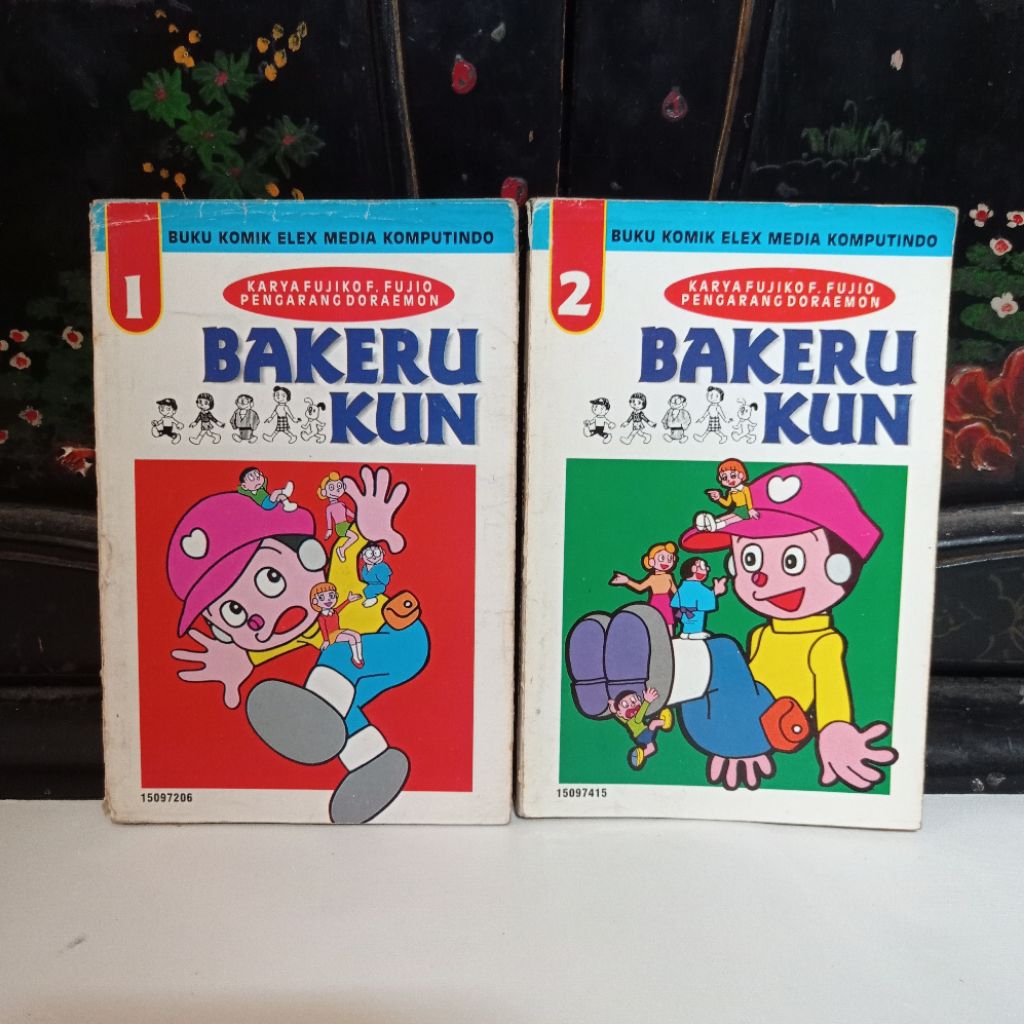 1
BUKU KOMIK ELEX MEDIA KOMPUTINDO
KARYA FUJIKO F. FUJIO
PENGARANG DORAEMON
BAKERU
KUN
15097206
2
BUKU KOMIK ELEX MEDIA KOMPUTINDO
KARYA FUJIKO F. FUJIO
PENGARANG DORAEMON
BAKERU
KUN
15097415